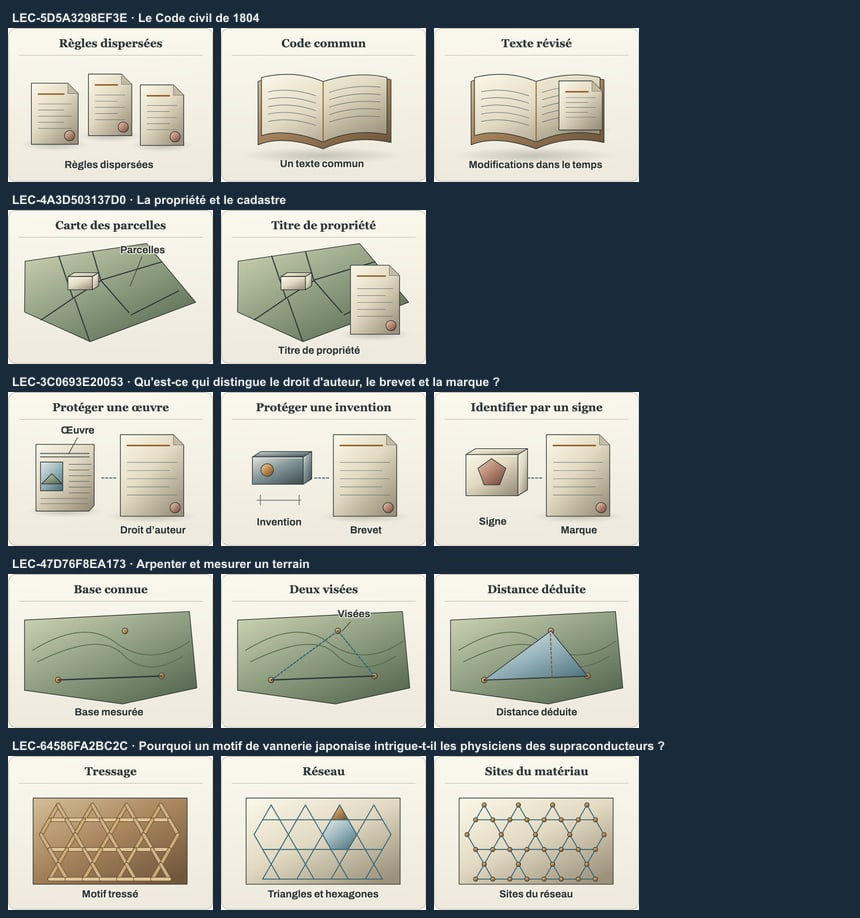 LEC-5D5A3298EF3E · Le Code civil de 1804
Règles dispersées
Code commun
Texte révisé
Règles dispersées
Un texte commun
Modifications dans le temps
LEC-4A3D503137D0 · La propriété et le cadastre
Carte des parcelles
Titre de propriété
Parcelles
Titre de propriété
LEC-3C0693E20053 · Qu'est-ce qui distingue le droit d'auteur, le brevet et la marque ?
Protéger une œuvre
Protéger une invention
Identifier par un signe
Œuvre
Invention
Signe
Droit d'auteur
Brevet
Marque
LEC-47D76F8EA173 · Arpenter et mesurer un terrain
Base connue
Deux visées
Distance déduite
Visées
Base mesurée
Distance déduite
LEC-64586FA2BC2C · Pourquoi un motif de vannerie japonaise intrigue-t-il les physiciens des supraconducteurs ?
Tressage
Réseau
Sites du matériau
Motif tressé
Triangles et hexagones
Sites du réseau